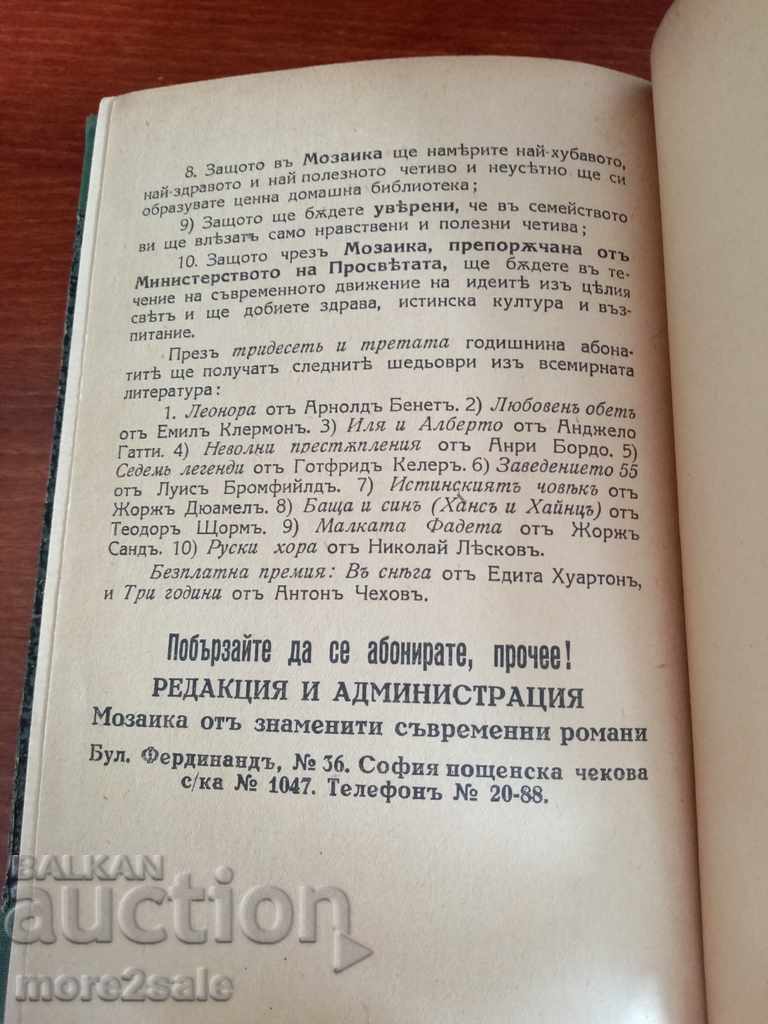 8. Защото въ Мозаика ще намѣрите най-хубавото,
най-здравото и най полезното четиво и неусѣтно ще си
образувате ценна домашна библиотека;
9) Защото ще бѫдете увѣрени, че въ семейството
ви ще влѣзатъ само нравствени и полезни четива;
10. Защото чрезъ Мозаика, препорѫчана отъ
Министерството на Просвѣтата, ще бѫдете въ те-
чение на съвременното движение на идеитѣ изъ цѣлия
свѣтъ и ще добиете здрава, истинска култура и въз-
питание.
Презъ тридесеть и третата годишнина абона-
титѣ ще получатъ следнитѣ шедьоври изъ всемирната
литература:
1. Леонора отъ Арнолдъ Бенетъ. 2) Любовенъ обетъ
отъ Емил Клермонъ. 3) Иля и Алберто отъ Анджело
Гатти. 4) Неволни престѫпления отъ Анри Бордо. 5)
Седемь легенди отъ Готфридъ Келеръ. 6) Заведението 55
отъ Луисъ Бромфийлдъ. 7) Истинскиятъ човѣкъ отъ
Жоржъ Дюамелъ. 8) Баща и синъ (Хансъ и Хайнцъ) отъ
Теодоръ Щормъ. 9) Малката Фадета отъ Жоржъ
Сандъ. 10) Руски хора отъ Николай Лѣсковъ.
Безплатна премия: Въ снѣга отъ Едита Хуартонъ,
и Три години отъ Антонъ Чеховъ.
Побързайте да се абонирате, прочее!
РЕДАКЦИЯ И АДМИНИСТРАЦИЯ
Мозаика отъ знаменити съвременни романи
Бул. Фердинандъ, № 36. София пощенска чекова
с/ка № 1047. Телефонъ № 20-88.
BALKAN
auction
more2sale